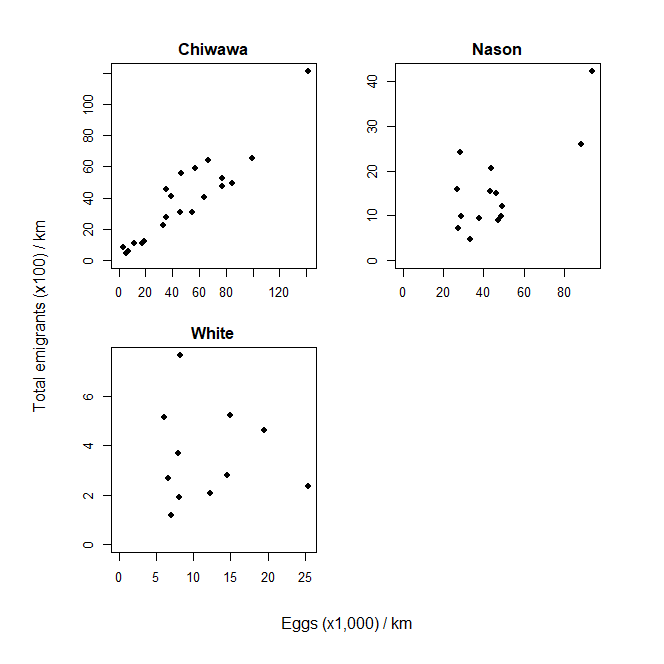 Chiwawa
Nason
0 20 40 60 80 100
0 20 40 60 80 120
0 10 20 30 40
0 20 40 60 80
White
0 2 4 6
0 5 10 15 20 25
Total emigrants (x100) / km
Eggs (x1,000) / km